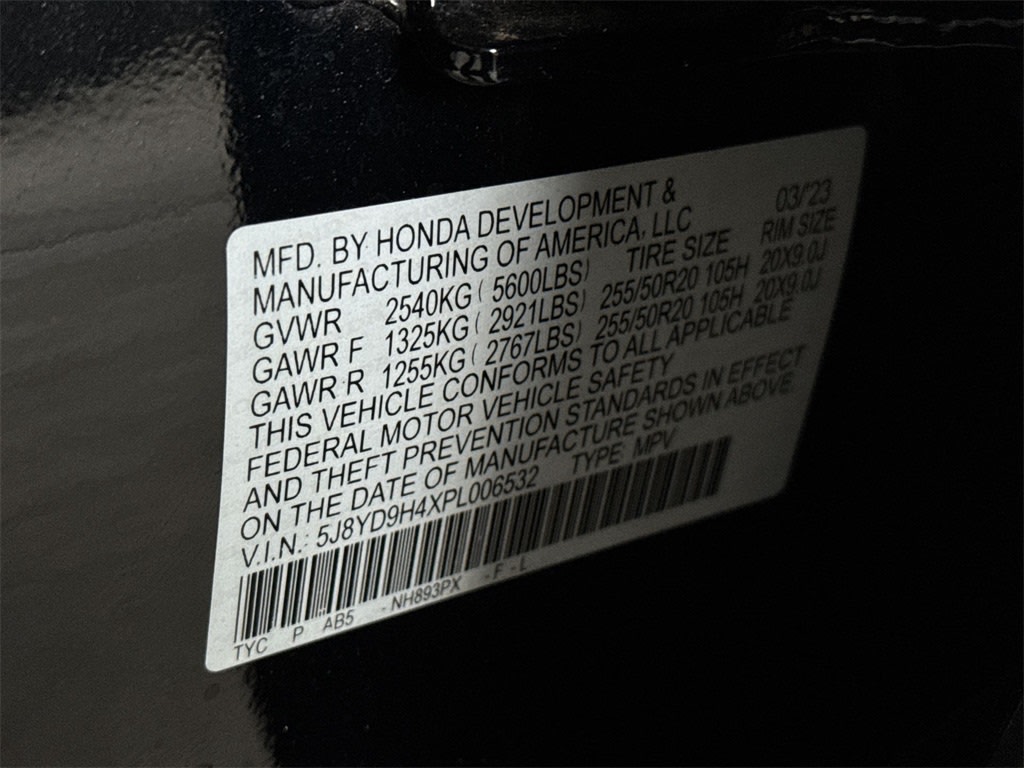 MFD. BY HONDA DEVELOPMENT & 03/'23
MANUFACTURING OF AMERICA, LLC
GVWR 2540KG ( 5600LBS) TIRE SIZE RIM SIZE
GAWR F 1325KG ( 2921LBS) 255/50R20 105H 20X9.0J
GAWR R 1255KG ( 2767LBS) 255/50R20 105H 20X9.0J
THIS VEHICLE CONFORMS TO ALL APPLICABLE
FEDERAL MOTOR VEHICLE SAFETY
AND THEFT PREVENTION STANDARDS IN EFFECT
ON THE DATE OF MANUFACTURE SHOWN ABOVE
V.I.N.: 5J8YD9H4XPL006532 TYPE: MPV
TYC P AB5 - NH893PX - F - L